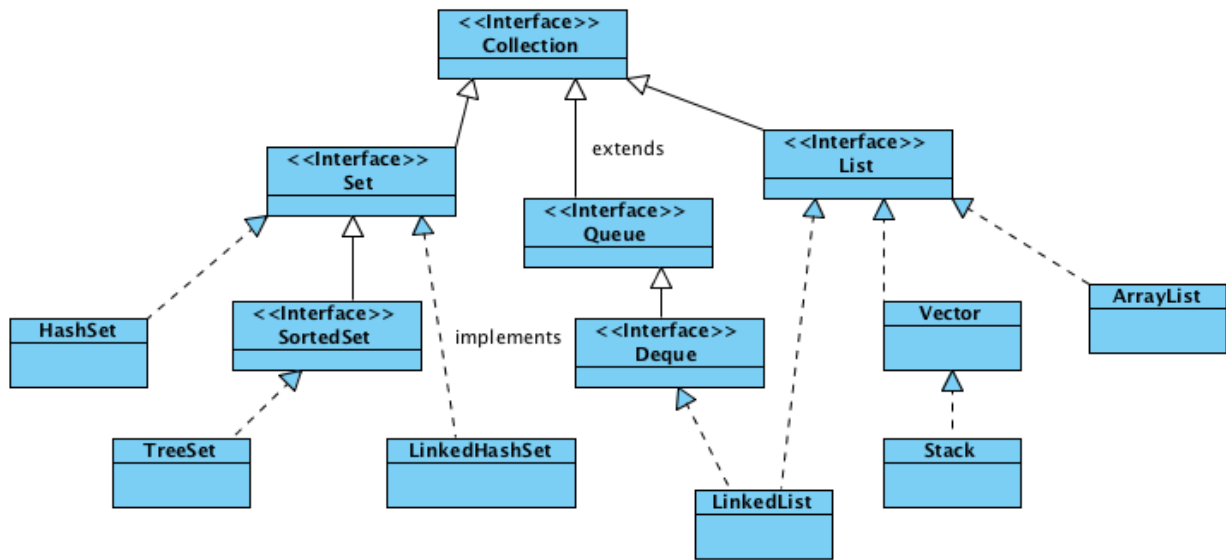 <<Interface>>
Collection
extends
<<Interface>>
Set
<<Interface>>
List
<<Interface>>
Queue
HashSet
<<Interface>>
SortedSet
implements
<<Interface>>
Deque
Vector
ArrayList
TreeSet
LinkedHashSet
LinkedList
Stack